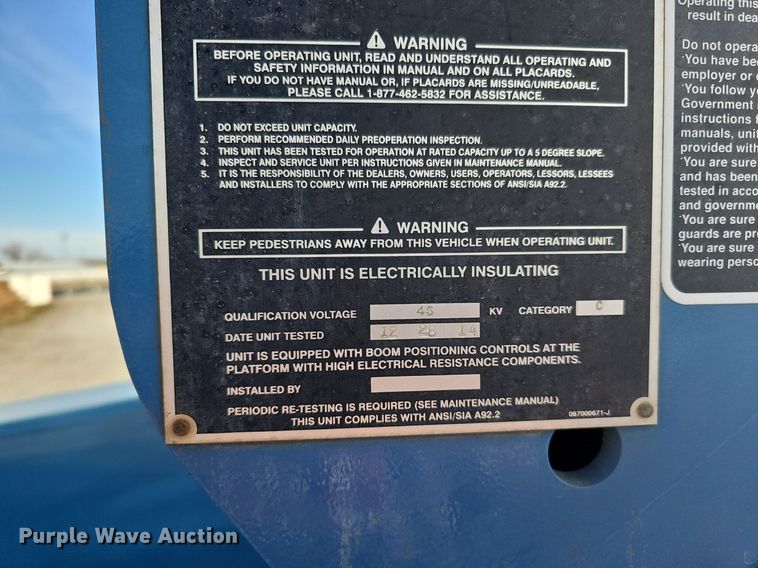 WARNING
BEFORE OPERATING UNIT, READ AND UNDERSTAND ALL OPERATING AND
SAFETY INFORMATION IN MANUAL AND ON ALL PLACARDS.
IF YOU DO NOT HAVE MANUAL OR, IF PLACARDS ARE MISSING/UNREADABLE,
PLEASE CALL 1-877-462-5832 FOR ASSISTANCE.
1. DO NOT EXCEED UNIT CAPACITY.
2. PERFORM RECOMMENDED DAILY PREOPERATION INSPECTION.
3. THIS UNIT HAS BEEN TESTED FOR OPERATION AT RATED CAPACITY UP TO A 5 DEGREE SLOPE.
4. INSPECT AND SERVICE UNIT PER INSTRUCTIONS GIVEN IN MAINTENANCE MANUAL.
5. IT IS THE RESPONSIBILITY OF THE DEALERS, OWNERS, USERS, OPERATORS, LESSORS, LESSEES
AND INSTALLERS TO COMPLY WITH THE APPROPRIATE SECTIONS OF ANSI/SIA A92.2.
WARNING
KEEP PEDESTRIANS AWAY FROM THIS VEHICLE WHEN OPERATING UNIT.
THIS UNIT IS ELECTRICALLY INSULATING
QUALIFICATION VOLTAGE 46 KV CATEGORY C
DATE UNIT TESTED 12 28 14
UNIT IS EQUIPPED WITH BOOM POSITIONING CONTROLS AT THE
PLATFORM WITH HIGH ELECTRICAL RESISTANCE COMPONENTS.
INSTALLED BY
PERIODIC RE-TESTING IS REQUIRED (SEE MAINTENANCE MANUAL)
THIS UNIT COMPLIES WITH ANSI/SIA A92.2
067000671-J
Operating this
result in
Do not
You have
employer or
You follow
Government
instructions
manuals,
provided
You are sure
and has been
tested in
and
You are sure
guards are
You are sure
wearing
Purple Wave Auction